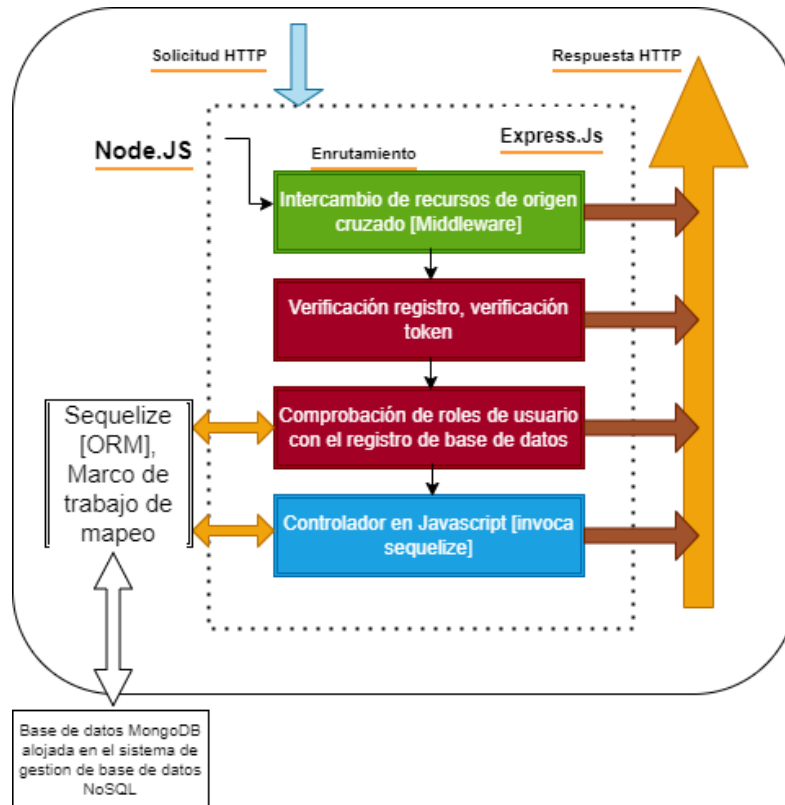 Solicitud HTTP
Respuesta HTTP
Node.JS
Express.Js
Enrutamiento
Intercambio de recursos de origen
cruzado [Middleware]
Verificación registro, verificación
token
Comprobación de roles de usuario
con el registro de base de datos
Controlador en Javascript [invoca
sequelize]
Sequelize
[ORM],
Marco de
trabajo de
mapeo
Base de datos MongoDB
alojada en el sistema de
gestion de base de datos
NoSQL